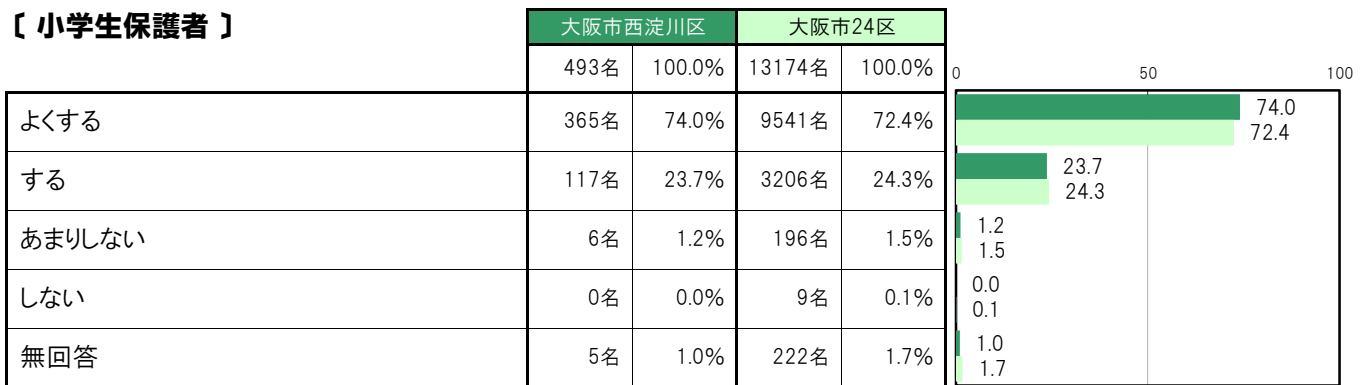 〔 小学生保護者 〕
大阪市西淀川区 大阪市24区
493名 100.0% 13174名 100.0%
0 50 100
よくする 365名 74.0% 9541名 72.4%
74.0
72.4
する 117名 23.7% 3206名 24.3%
23.7
24.3
あまりしない 6名 1.2% 196名 1.5%
1.2
1.5
しない 0名 0.0% 9名 0.1%
0.0
0.1
無回答 5名 1.0% 222名 1.7%
1.0
1.7